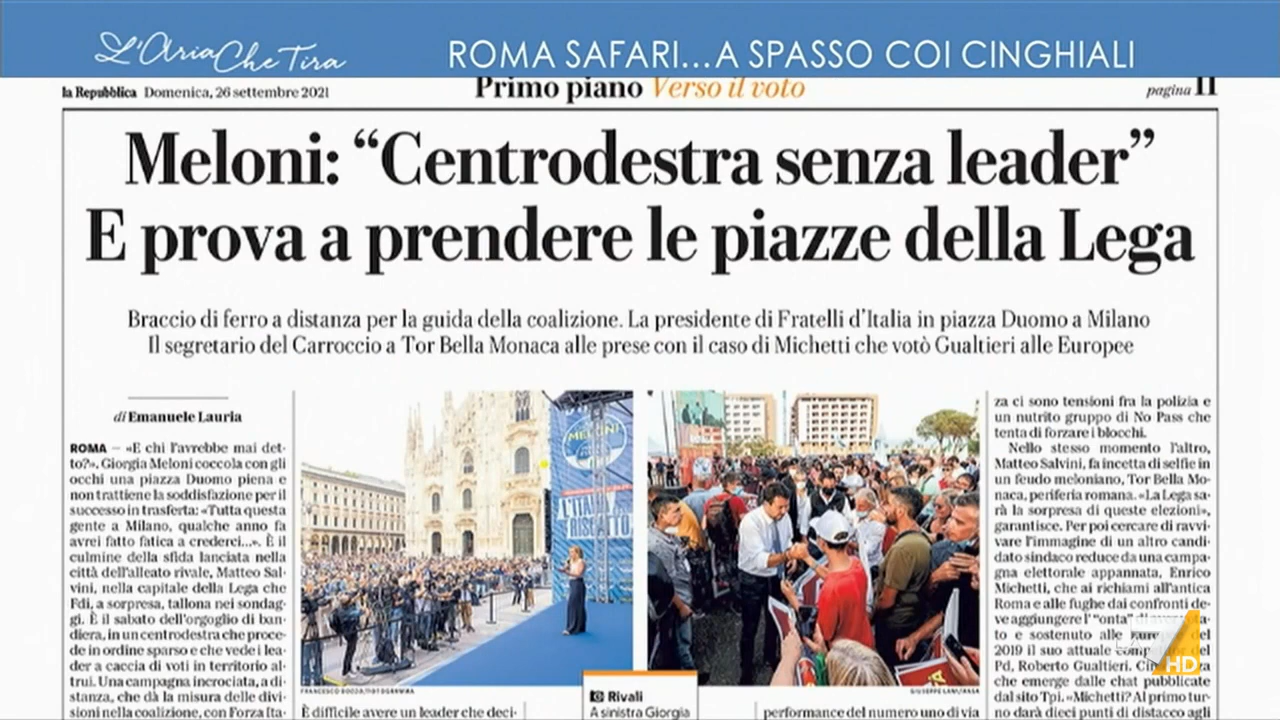 L'Aria Che Tira
ROMA SAFARI...A SPASSO COI CINGHIALI
la Repubblica Domenica, 26 settembre 2021
Primo piano Verso il voto
pagina 11
Meloni: “Centrodestra senza leader”
E prova a prendere le piazze della Lega
Braccio di ferro a distanza per la guida della coalizione. La presidente di Fratelli d'Italia in piazza Duomo a Milano
Il segretario del Carroccio a Tor Bella Monaca alle prese con il caso di Michetti che votò Gualtieri alle Europee
di Emanuele Lauria
ROMA — «E chi l'avrebbe mai det-
to?». Giorgia Meloni coccola con gli
occhi una piazza Duomo piena e
non trattiene la soddisfazione per il
successo in trasferta: «Tutta questa
gente a Milano, qualche anno fa
avrei fatto fatica a crederci...». È il
culmine della sfida lanciata nella
città dell'alleato rivale, Matteo Sal-
vini, nella capitale della Lega che
Fdi, a sorpresa, tallona nei sondag-
gi. È il sabato dell'orgoglio di ban-
diera, in un centrodestra che proce-
de in ordine sparso e che vede i lea-
der a caccia di voti in territorio al-
trui. Una campagna incrociata, a di-
stanza, che dà la misura delle divi-
sioni nella coalizione, con Forza Ita-
MELONI
L'ITALIA
RISCATTO
È difficile avere un leader che deci-
Rivali
A sinistra Giorgia
GIUSEPPE LAMI/ANSA
performance del numero uno di via
za ci sono tensioni fra la polizia e
un nutrito gruppo di No Pass che
tenta di forzare i blocchi.
Nello stesso momento l'altro,
Matteo Salvini, fa incetta di selfie in
un feudo meloniano, Tor Bella Mo-
naca, periferia romana. «La Lega sa-
rà la sorpresa di queste elezioni»,
garantisce. Per poi cercare di ravvi-
vare l'immagine di un altro candi-
dato sindaco reduce da una campa-
gna elettorale appannata, Enrico
Michetti, che ai richiami all'antica
Roma e alle fughe dai confronti de-
ve aggiungere l'“onta”
to e sostenuto alle del
2019 il suo attuale del
Pd, Roberto Gualtieri.
che emerge dalle chat pubblicate
dal sito Tpi. «Michetti? Al primo tur-
no darà dieci punti di distacco agli
HD